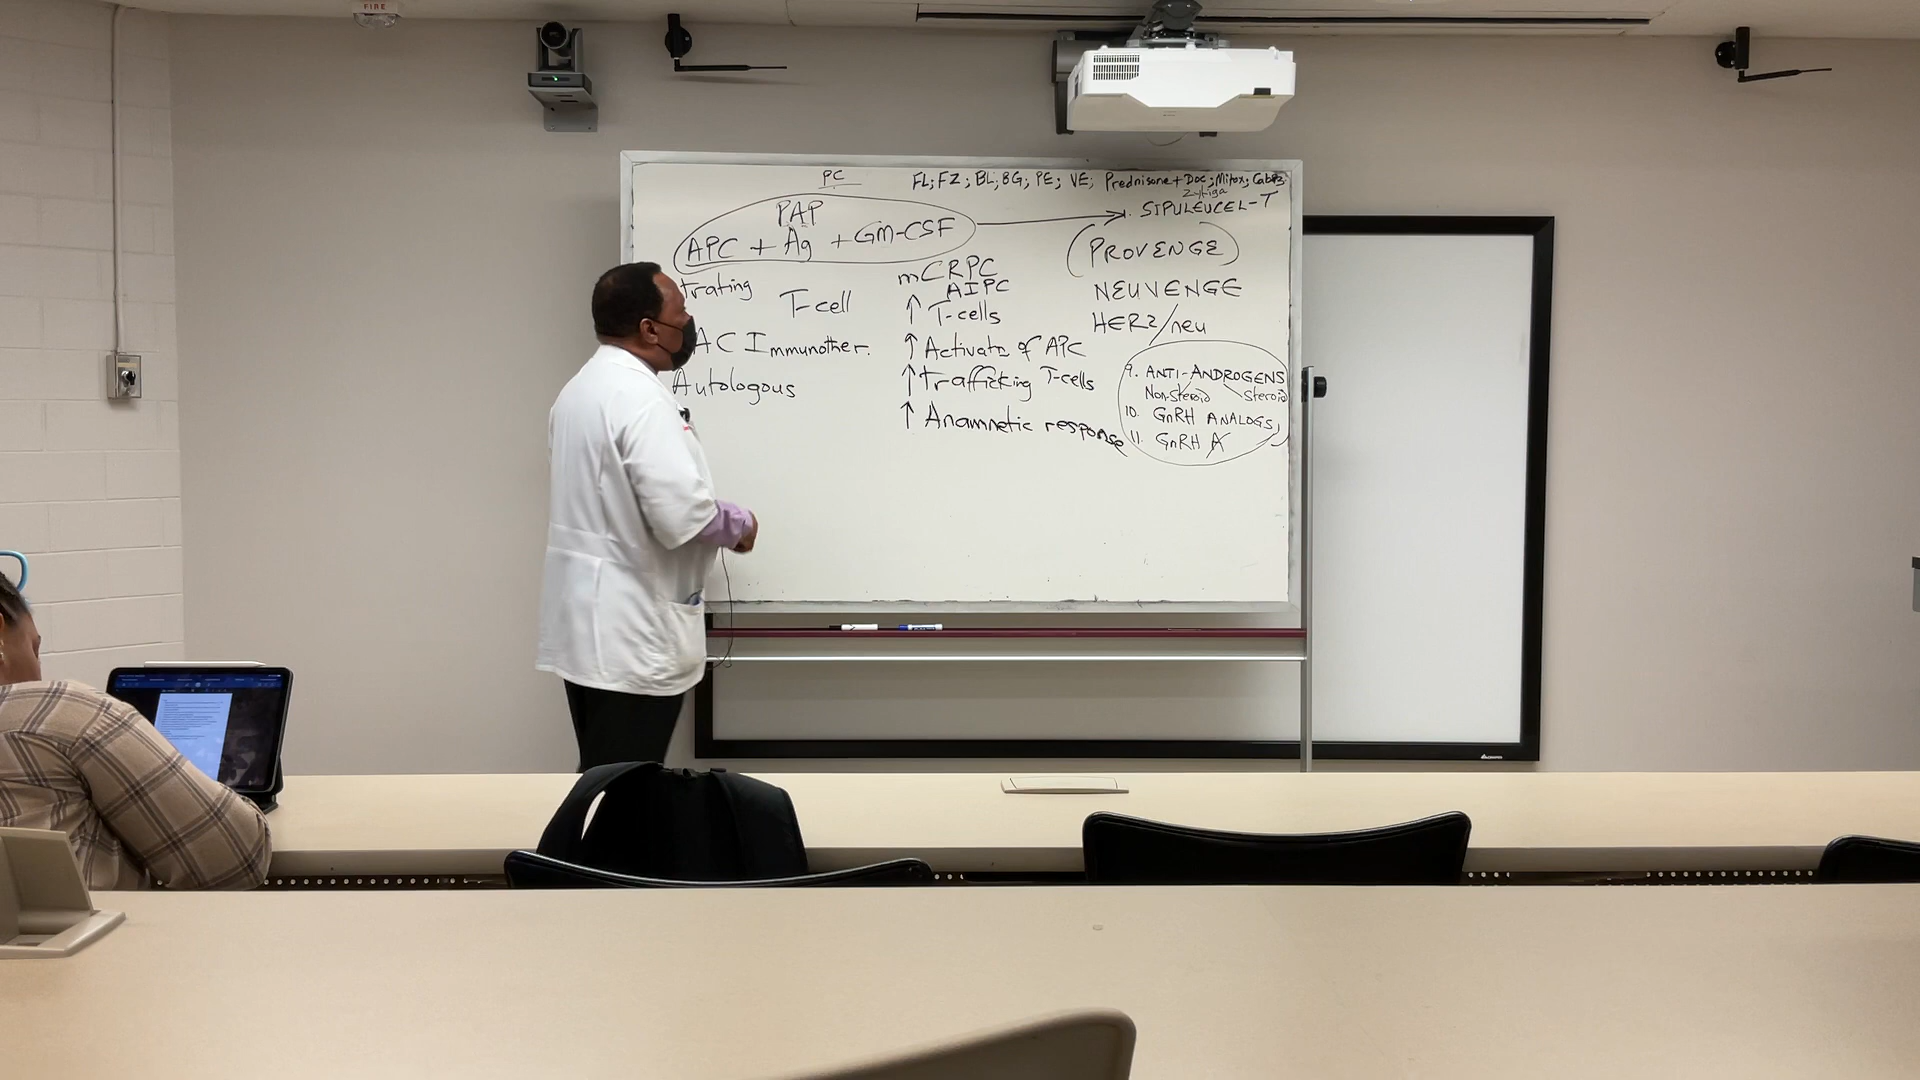 FIRE
PC
FL; FZ; BL; BG; PE; VE; Prednisone + Doc; Mitox; Cabaz;
Zytiga
PAP
APC + Ag + GM-CSF
SIPULEUCEL-T
(PROVENGE)
NEUVENGE
HER2/neu
trating
T-cell
AC Immunother.
Autologous
mCRPC
AIPC
↑ T-cells
↑ Activatn of APC
↑ Trafficking T-cells
↑ Anamnetic response
9. ANTI-ANDROGENS
Non-steroid Steroid
10. GnRH ANALOGS,
11. GnRH A